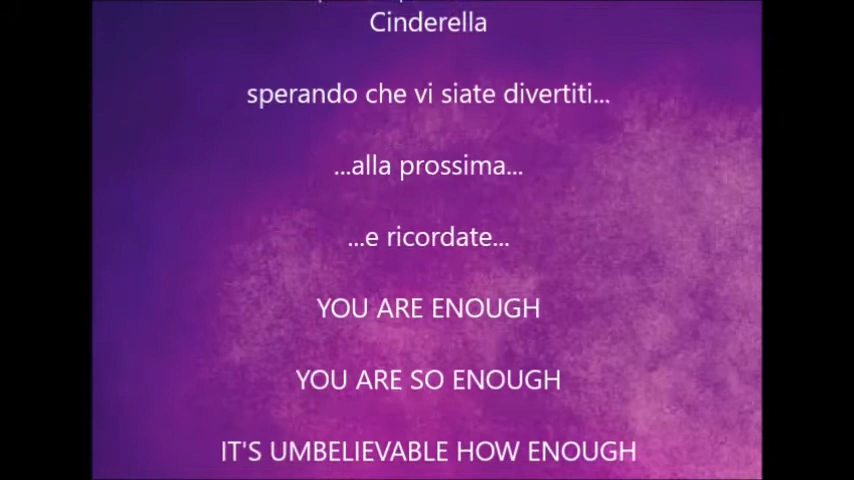 Cinderella
sperando che vi siate divertiti...
...alla prossima...
...e ricordate...
YOU ARE ENOUGH
YOU ARE SO ENOUGH
IT'S UMBELIEVABLE HOW ENOUGH